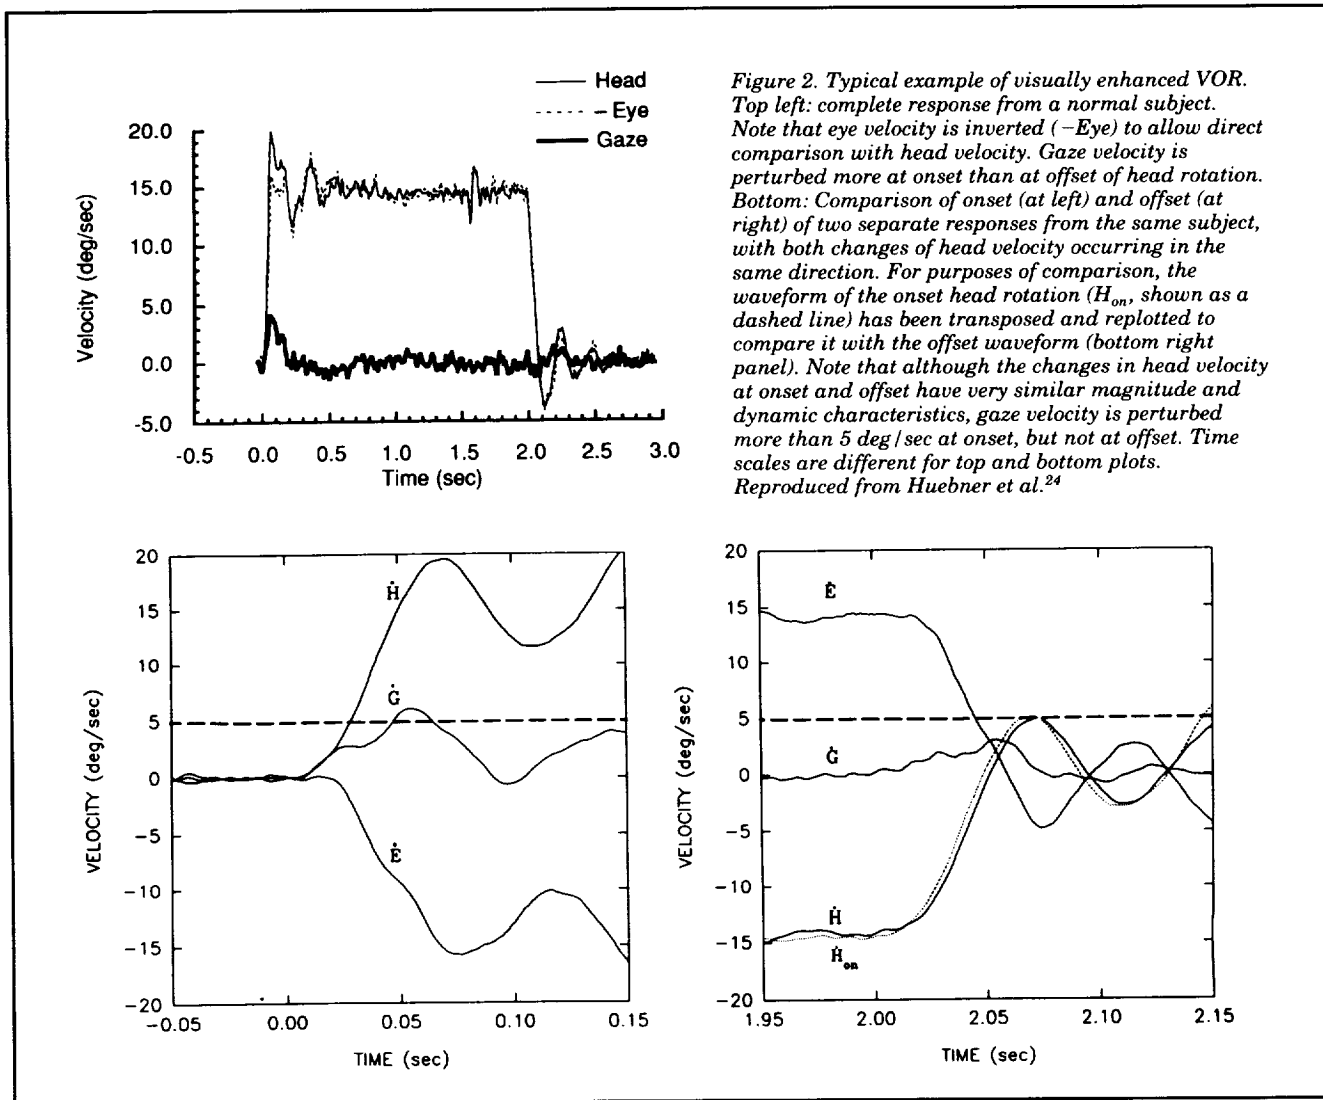 Head
- Eye
Gaze
20.0
15.0
10.0
5.0
0.0
-5.0
Velocity (deg/sec)
-0.5 0.0 0.5 1.0 1.5 2.0 2.5 3.0
Time (sec)
Figure 2. Typical example of visually enhanced VOR.
Top left: complete response from a normal subject.
Note that eye velocity is inverted (−Eye) to allow direct
comparison with head velocity. Gaze velocity is
perturbed more at onset than at offset of head rotation.
Bottom: Comparison of onset (at left) and offset (at
right) of two separate responses from the same subject,
with both changes of head velocity occurring in the
same direction. For purposes of comparison, the
waveform of the onset head rotation (H_on, shown as a
dashed line) has been transposed and replotted to
compare it with the offset waveform (bottom right
panel). Note that although the changes in head velocity
at onset and offset have very similar magnitude and
dynamic characteristics, gaze velocity is perturbed
more than 5 deg/sec at onset, but not at offset. Time
scales are different for top and bottom plots.
Reproduced from Huebner et al.²⁴
20
15
10
5
0
−5
−10
−15
−20
VELOCITY (deg/sec)
Ḣ
Ġ
Ė
−0.05 0.00 0.05 0.10 0.15
TIME (sec)
20
15
10
5
0
−5
−10
−15
−20
VELOCITY (deg/sec)
Ė
Ġ
Ḣ
Ḣ_on
1.95 2.00 2.05 2.10 2.15
TIME (sec)